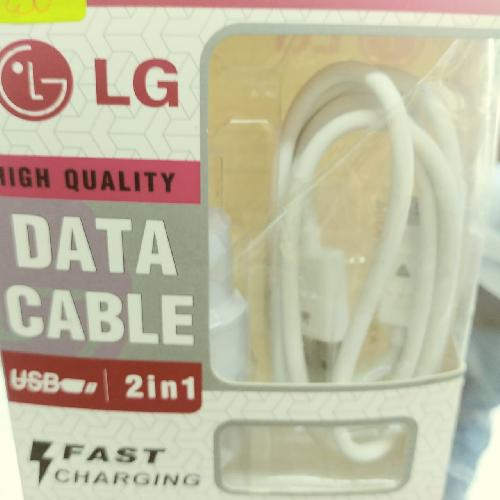 LG
HIGH QUALITY
DATA
CABLE
USB 2in1
FAST
CHARGING